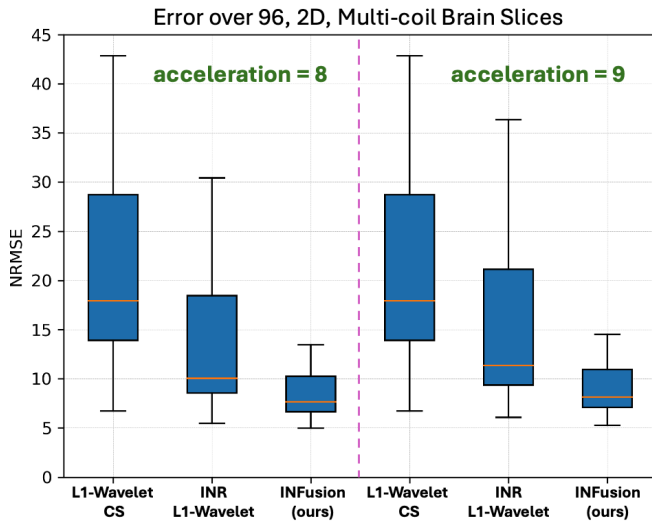 Error over 96, 2D, Multi-coil Brain Slices
acceleration = 8
acceleration = 9
NRMSE
45
40
35
30
25
20
15
10
5
0
L1-Wavelet
CS
INR
L1-Wavelet
INFusion
(ours)
L1-Wavelet
CS
INR
L1-Wavelet
INFusion
(ours)